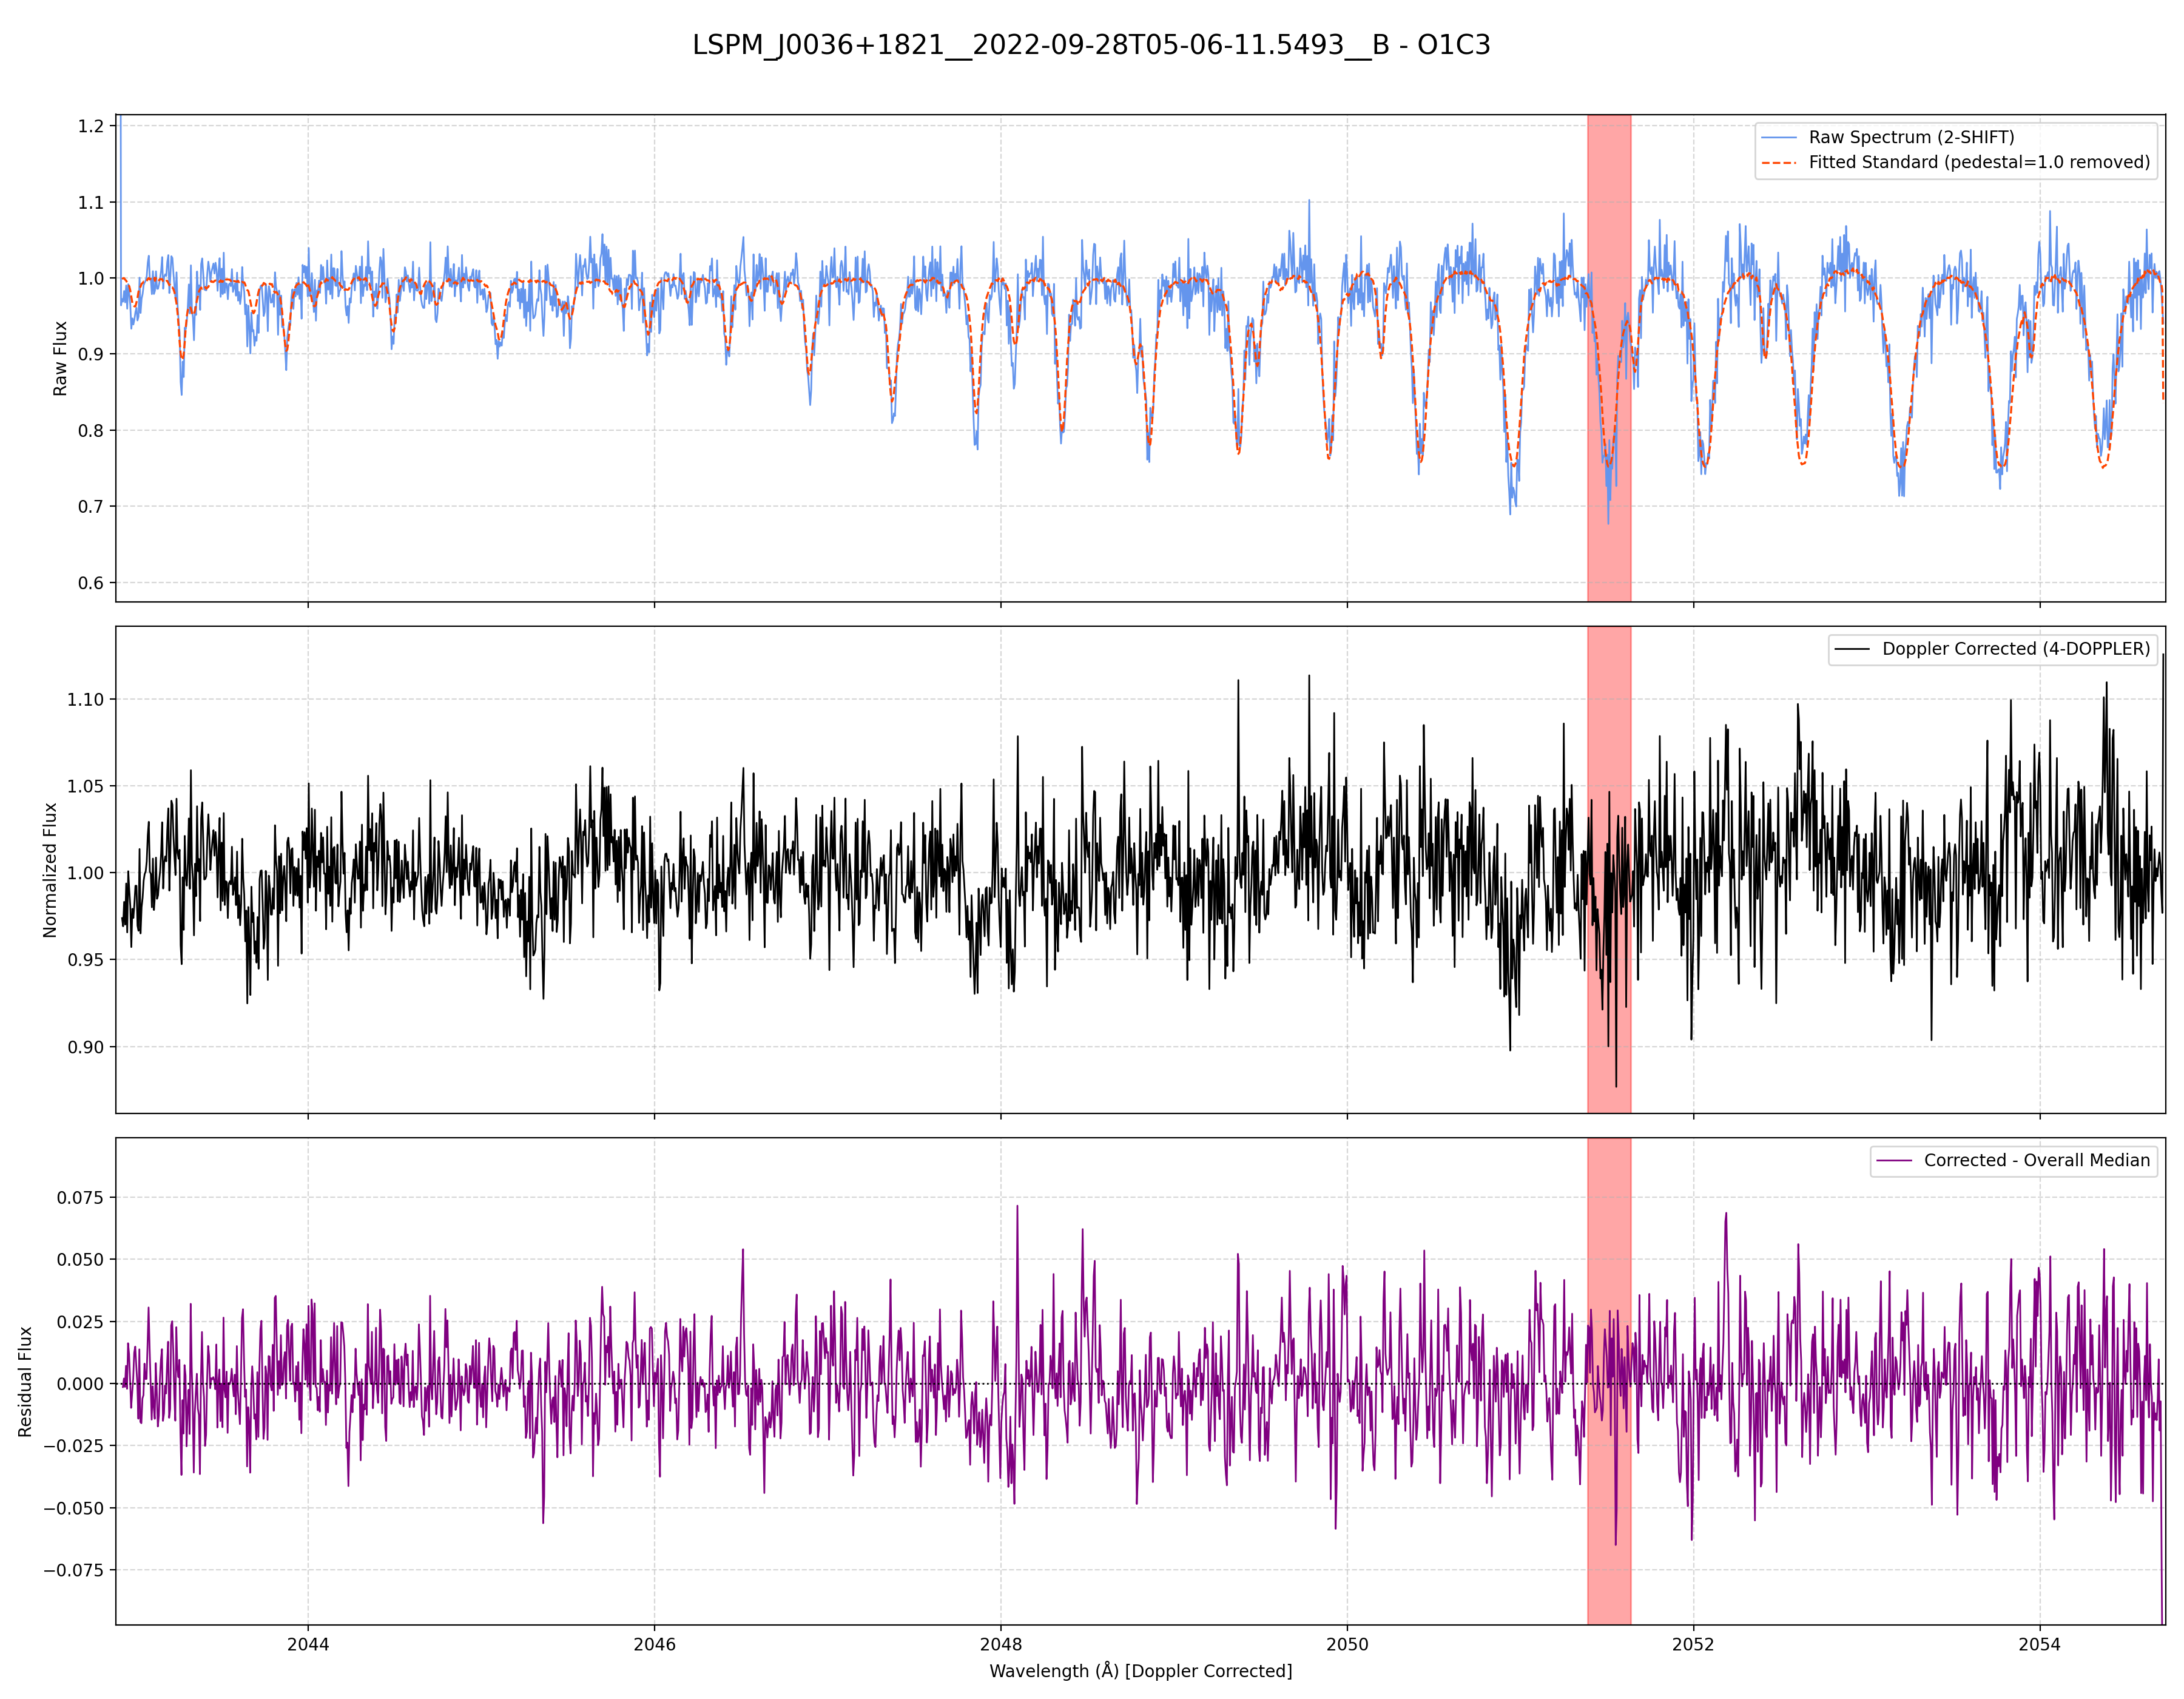 LSPM_J0036+1821__2022-09-28T05-06-11.5493__B - O1C3
1.2
1.1
1.0
0.9
0.8
0.7
0.6
Raw Flux
Raw Spectrum (2-SHIFT)
Fitted Standard (pedestal=1.0 removed)
1.10
1.05
1.00
0.95
0.90
Normalized Flux
Doppler Corrected (4-DOPPLER)
0.075
0.050
0.025
0.000
−0.025
−0.050
−0.075
Residual Flux
Corrected - Overall Median
2044
2046
2048
2050
2052
2054
Wavelength (Å) [Doppler Corrected]